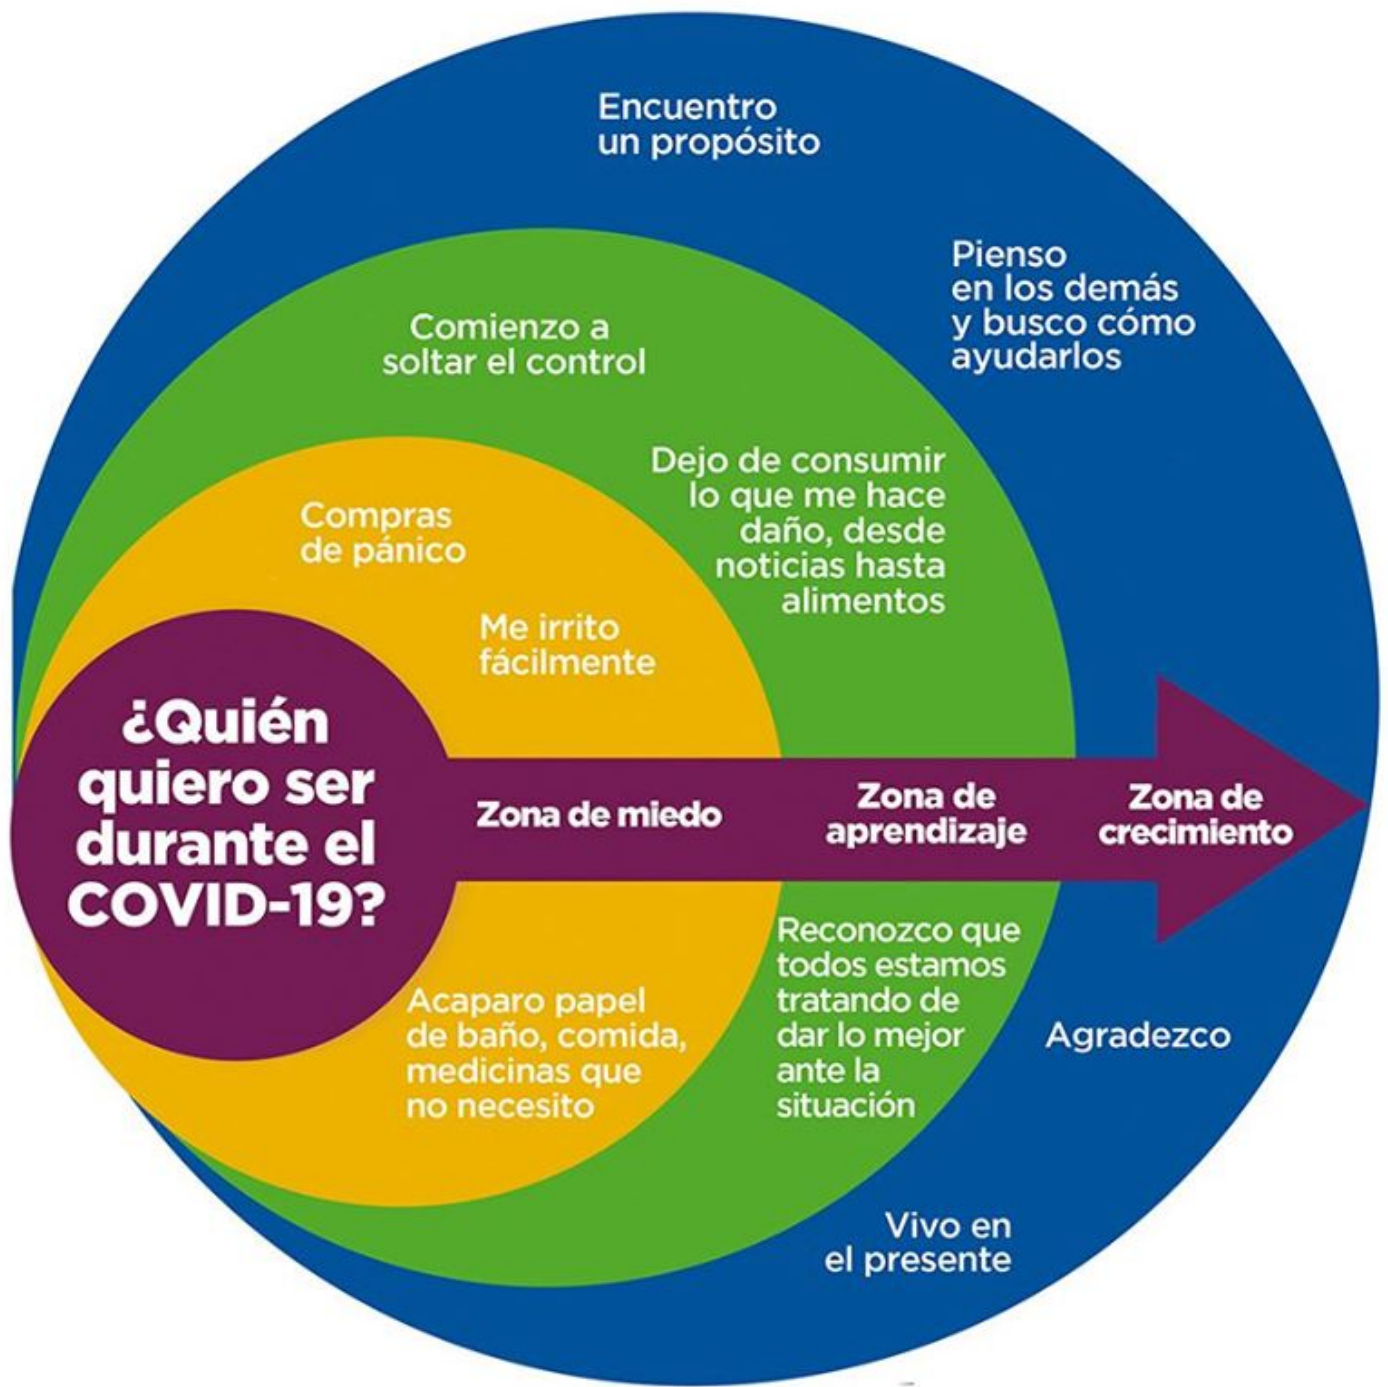 Encuentro
un propósito
Pienso
en los demás
y busco cómo
ayudarlos
Comienzo a
soltar el control
Dejo de consumir
lo que me hace
daño, desde
noticias hasta
alimentos
Compras
de pánico
Me irrito
fácilmente
¿Quién
quiero ser
durante el
COVID-19?
Zona de miedo
Zona de
aprendizaje
Zona de
crecimiento
Acaparo papel
de baño, comida,
medicinas que
no necesito
Reconozco que
todos estamos
tratando de
dar lo mejor
ante la
situación
Agradezco
Vivo en
el presente